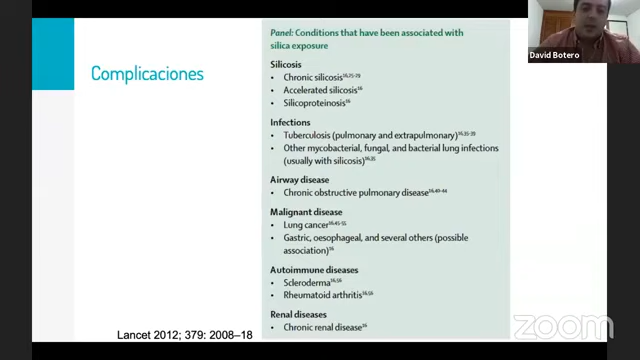 Complicaciones
Panel: Conditions that have been associated with
silica exposure
Silicosis
• Chronic silicosis
• Accelerated silicosis¹⁶
• Silicoproteinosis¹⁶
Infections
• Tuberculosis (pulmonary and extrapulmonary)
• Other mycobacterial, fungal, and bacterial lung infections
(usually with silicosis)
Airway disease
• Chronic obstructive pulmonary disease
Malignant disease
• Lung cancer
• Gastric, oesophageal, and several others (possible
association)
Autoimmune diseases
• Scleroderma
• Rheumatoid arthritis
Renal diseases
• Chronic renal disease
Lancet 2012; 379: 2008–18
David Botero
zoom